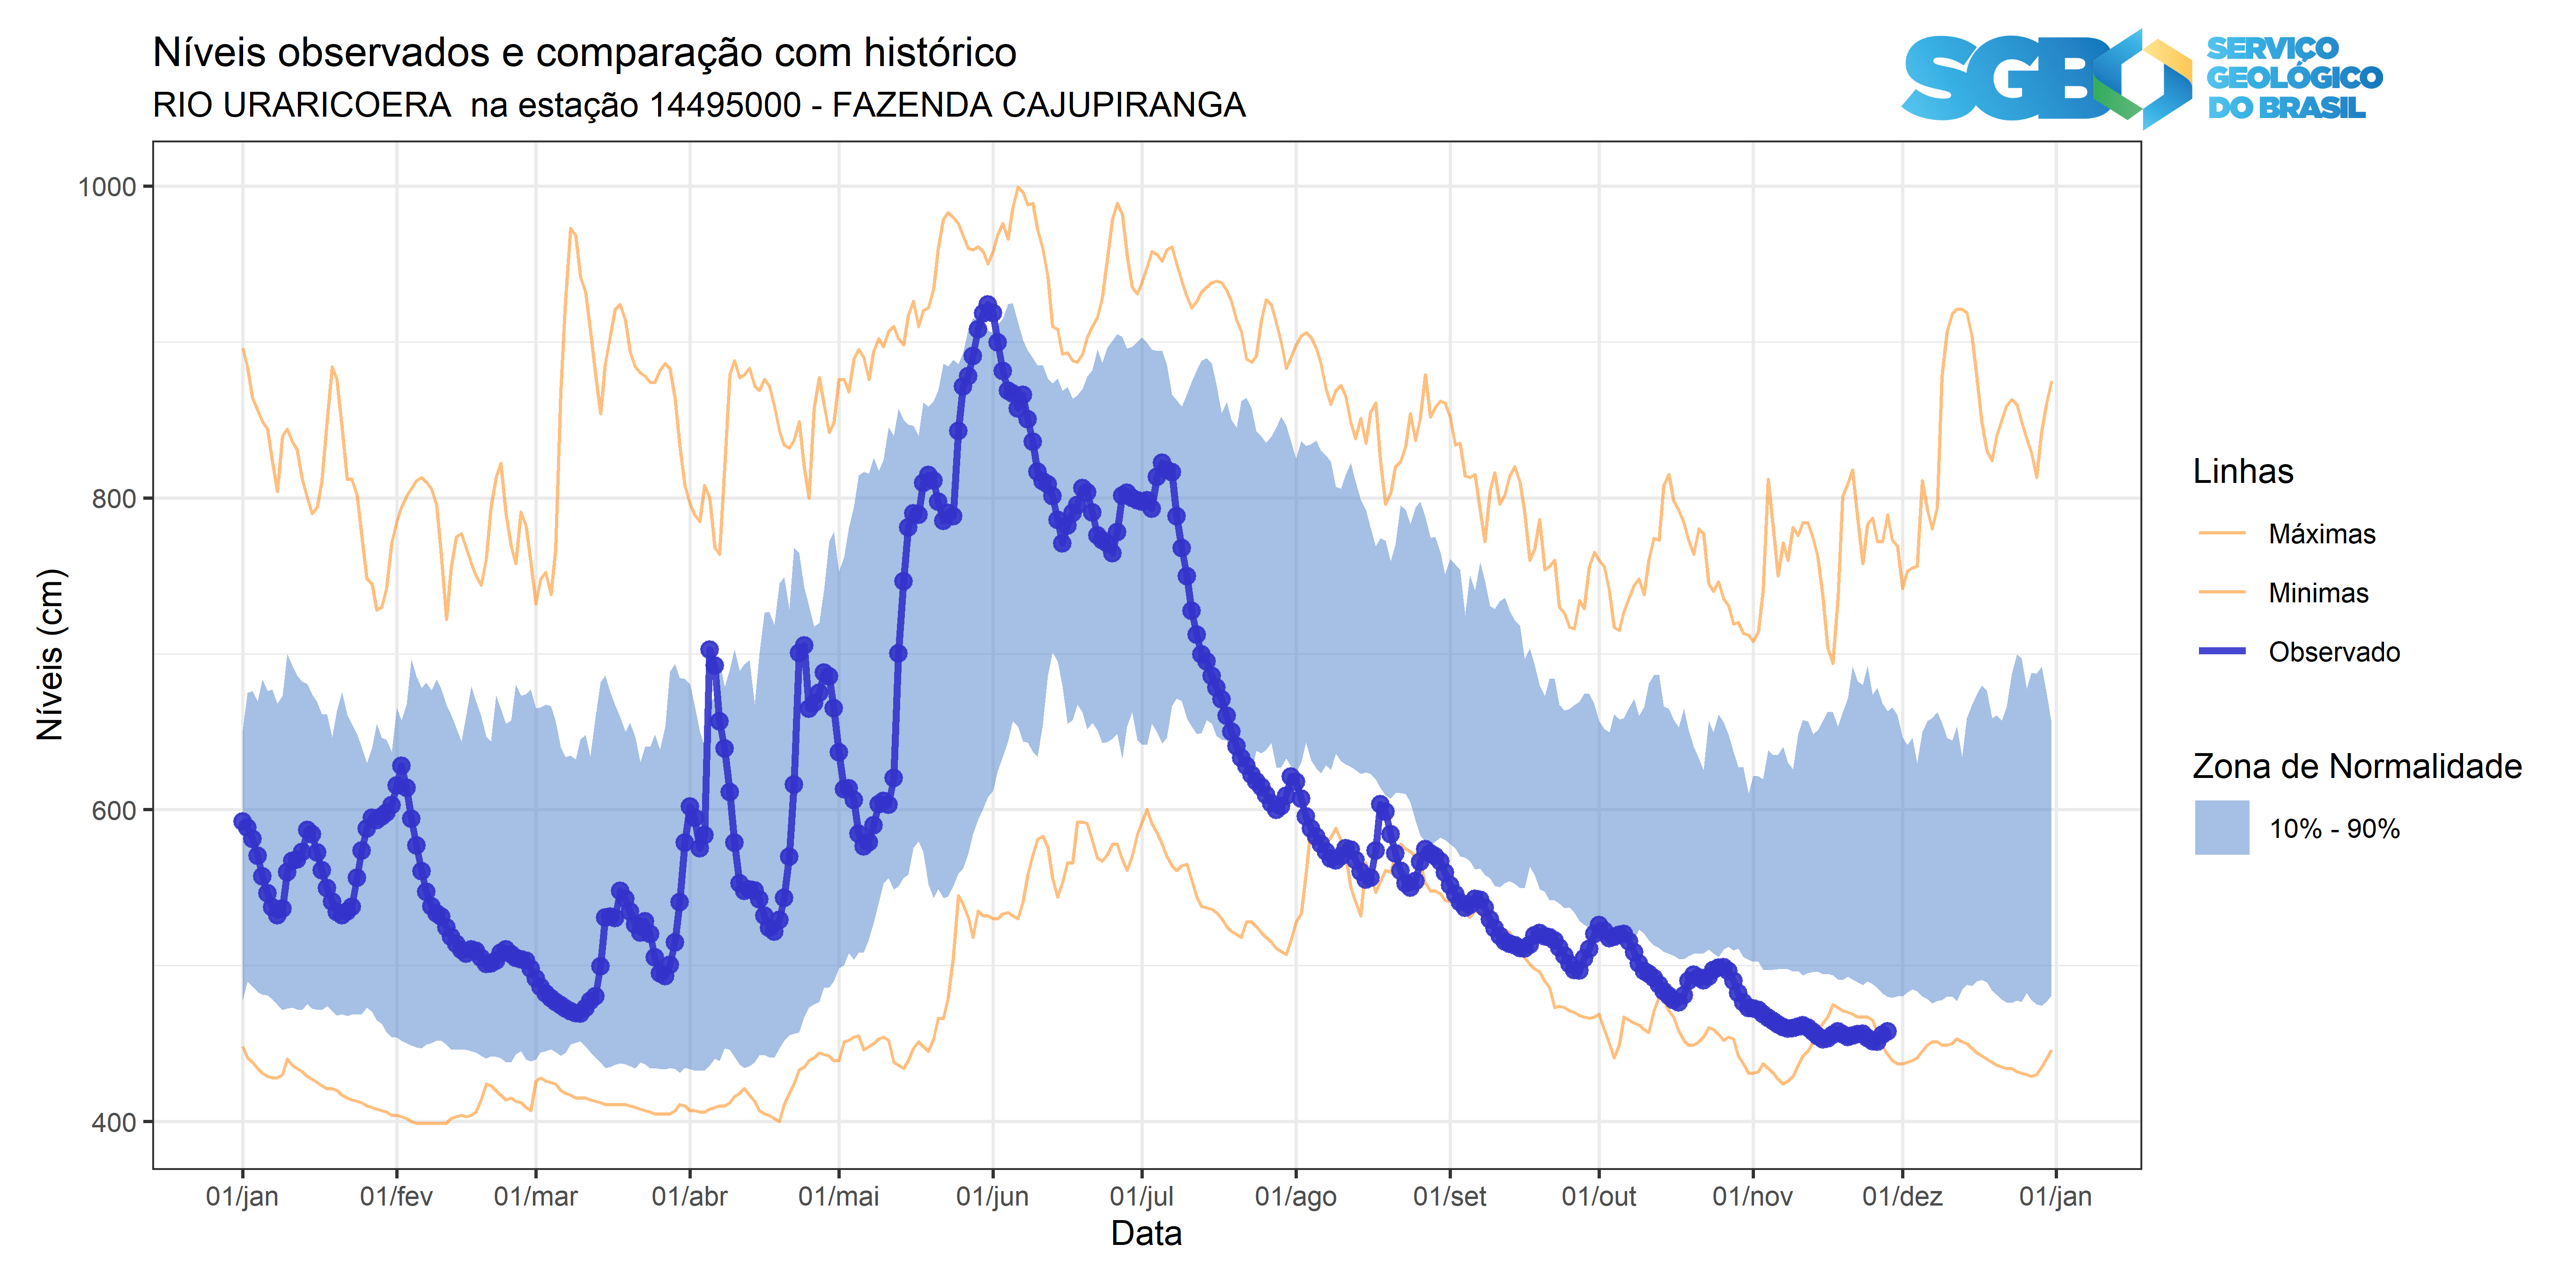 Níveis observados e comparação com histórico
RIO URARICOERA  na estação 14495000 - FAZENDA CAJUPIRANGA
SGB
SERVIÇO
GEOLÓGICO
DO BRASIL
Níveis (cm)
1000
800
600
400
01/jan
01/fev
01/mar
01/abr
01/mai
01/jun
01/jul
01/ago
01/set
01/out
01/nov
01/dez
01/jan
Data
Linhas
Máximas
Minimas
Observado
Zona de Normalidade
10% - 90%